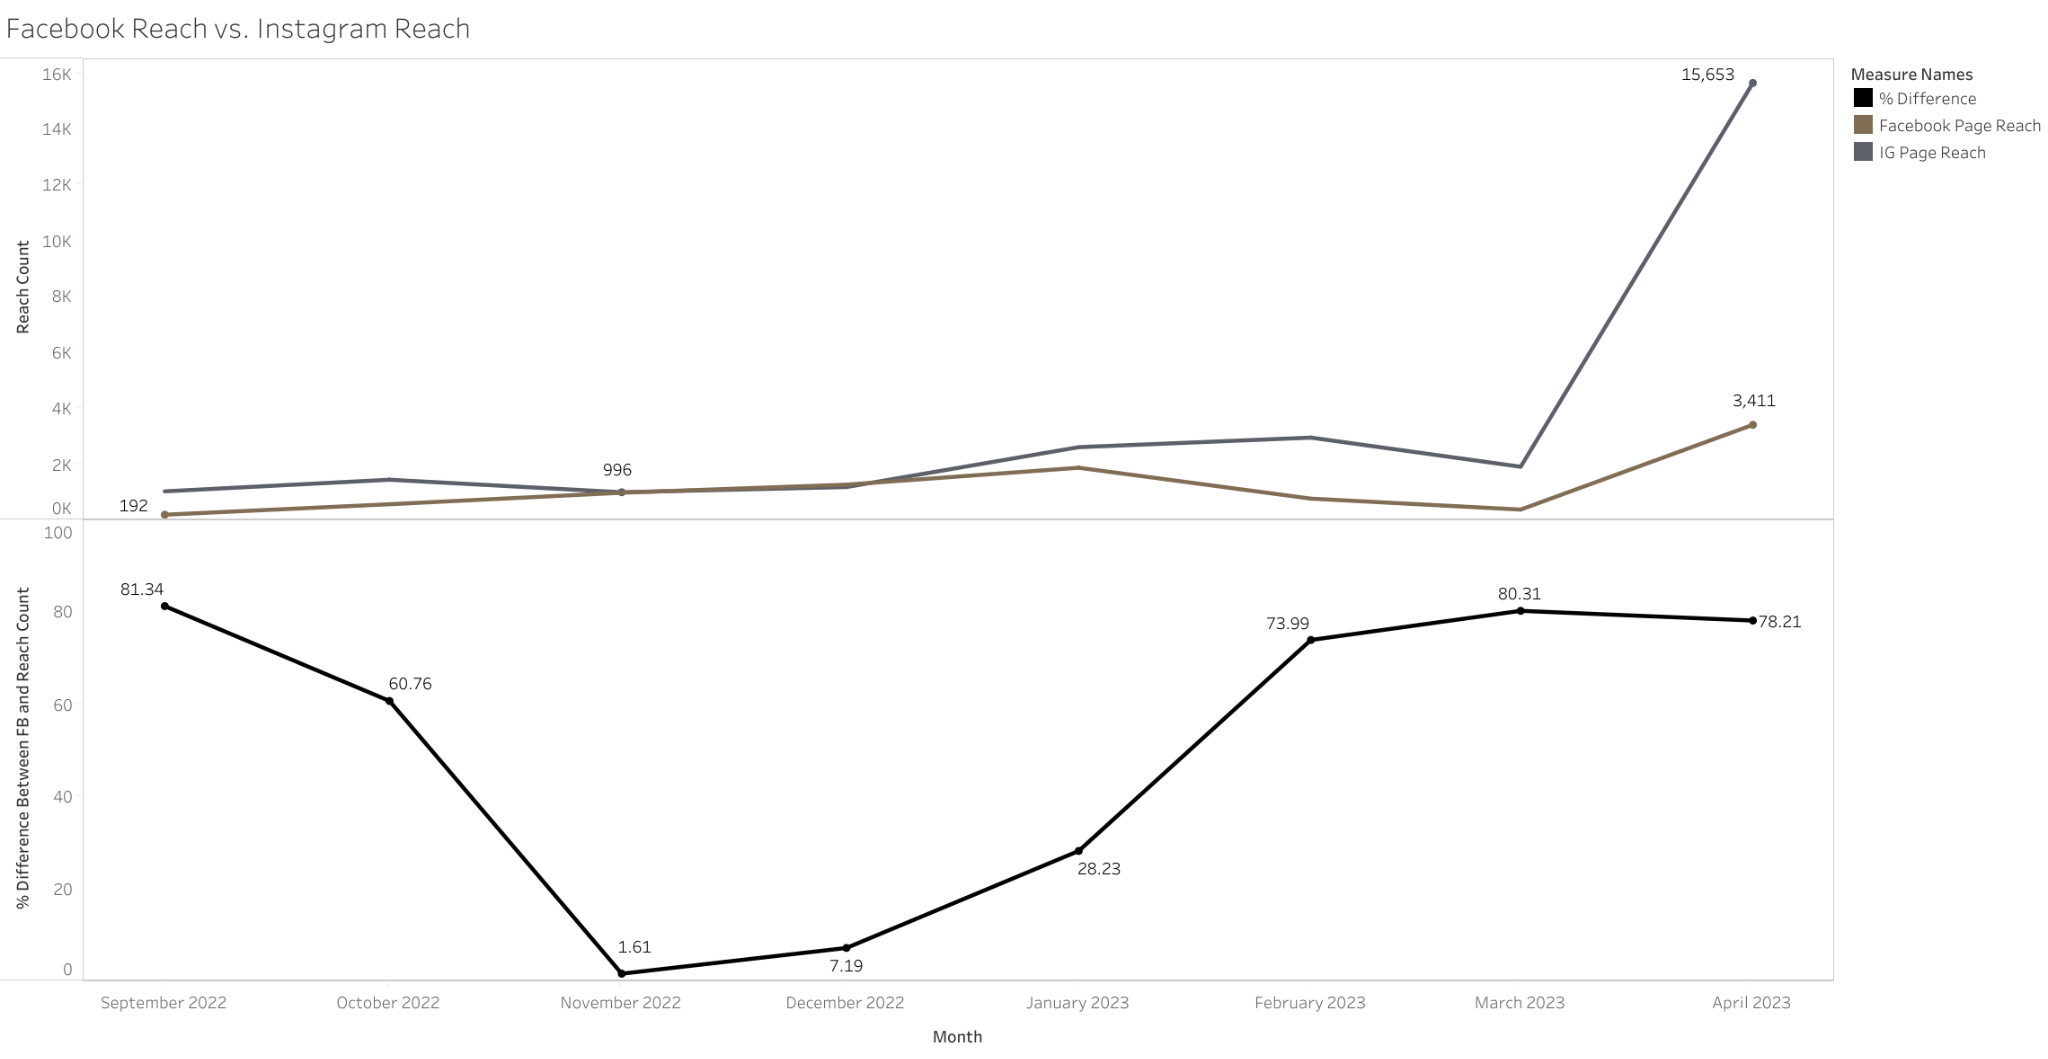 Facebook Reach vs. Instagram Reach
16K
14K
12K
10K
8K
6K
4K
2K
0K
Reach Count
15,653
3,411
996
192
Measure Names
% Difference
Facebook Page Reach
IG Page Reach
100
80
60
40
20
0
% Difference Between FB and Reach Count
81.34
60.76
1.61
7.19
28.23
73.99
80.31
78.21
September 2022
October 2022
November 2022
December 2022
January 2023
February 2023
March 2023
April 2023
Month